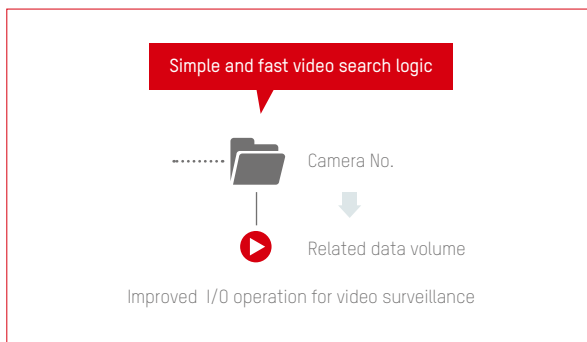 Simple and fast video search logic
Camera No.
Related data volume
Improved I/O operation for video surveillance